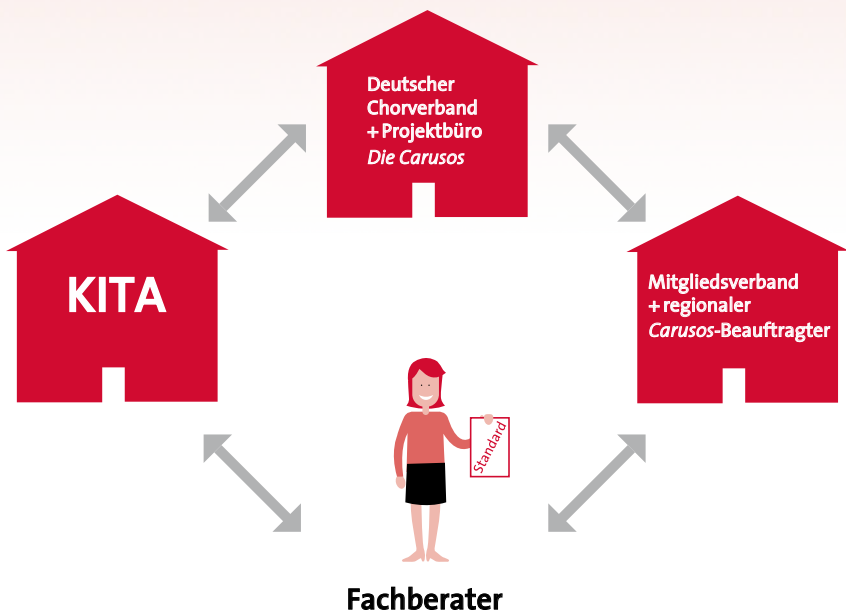 Deutscher
Chorverband
+ Projektbüro
Die Carusos
KITA
Mitgliedsverband
+ regionaler
Carusos-Beauftragter
Standard
Fachberater